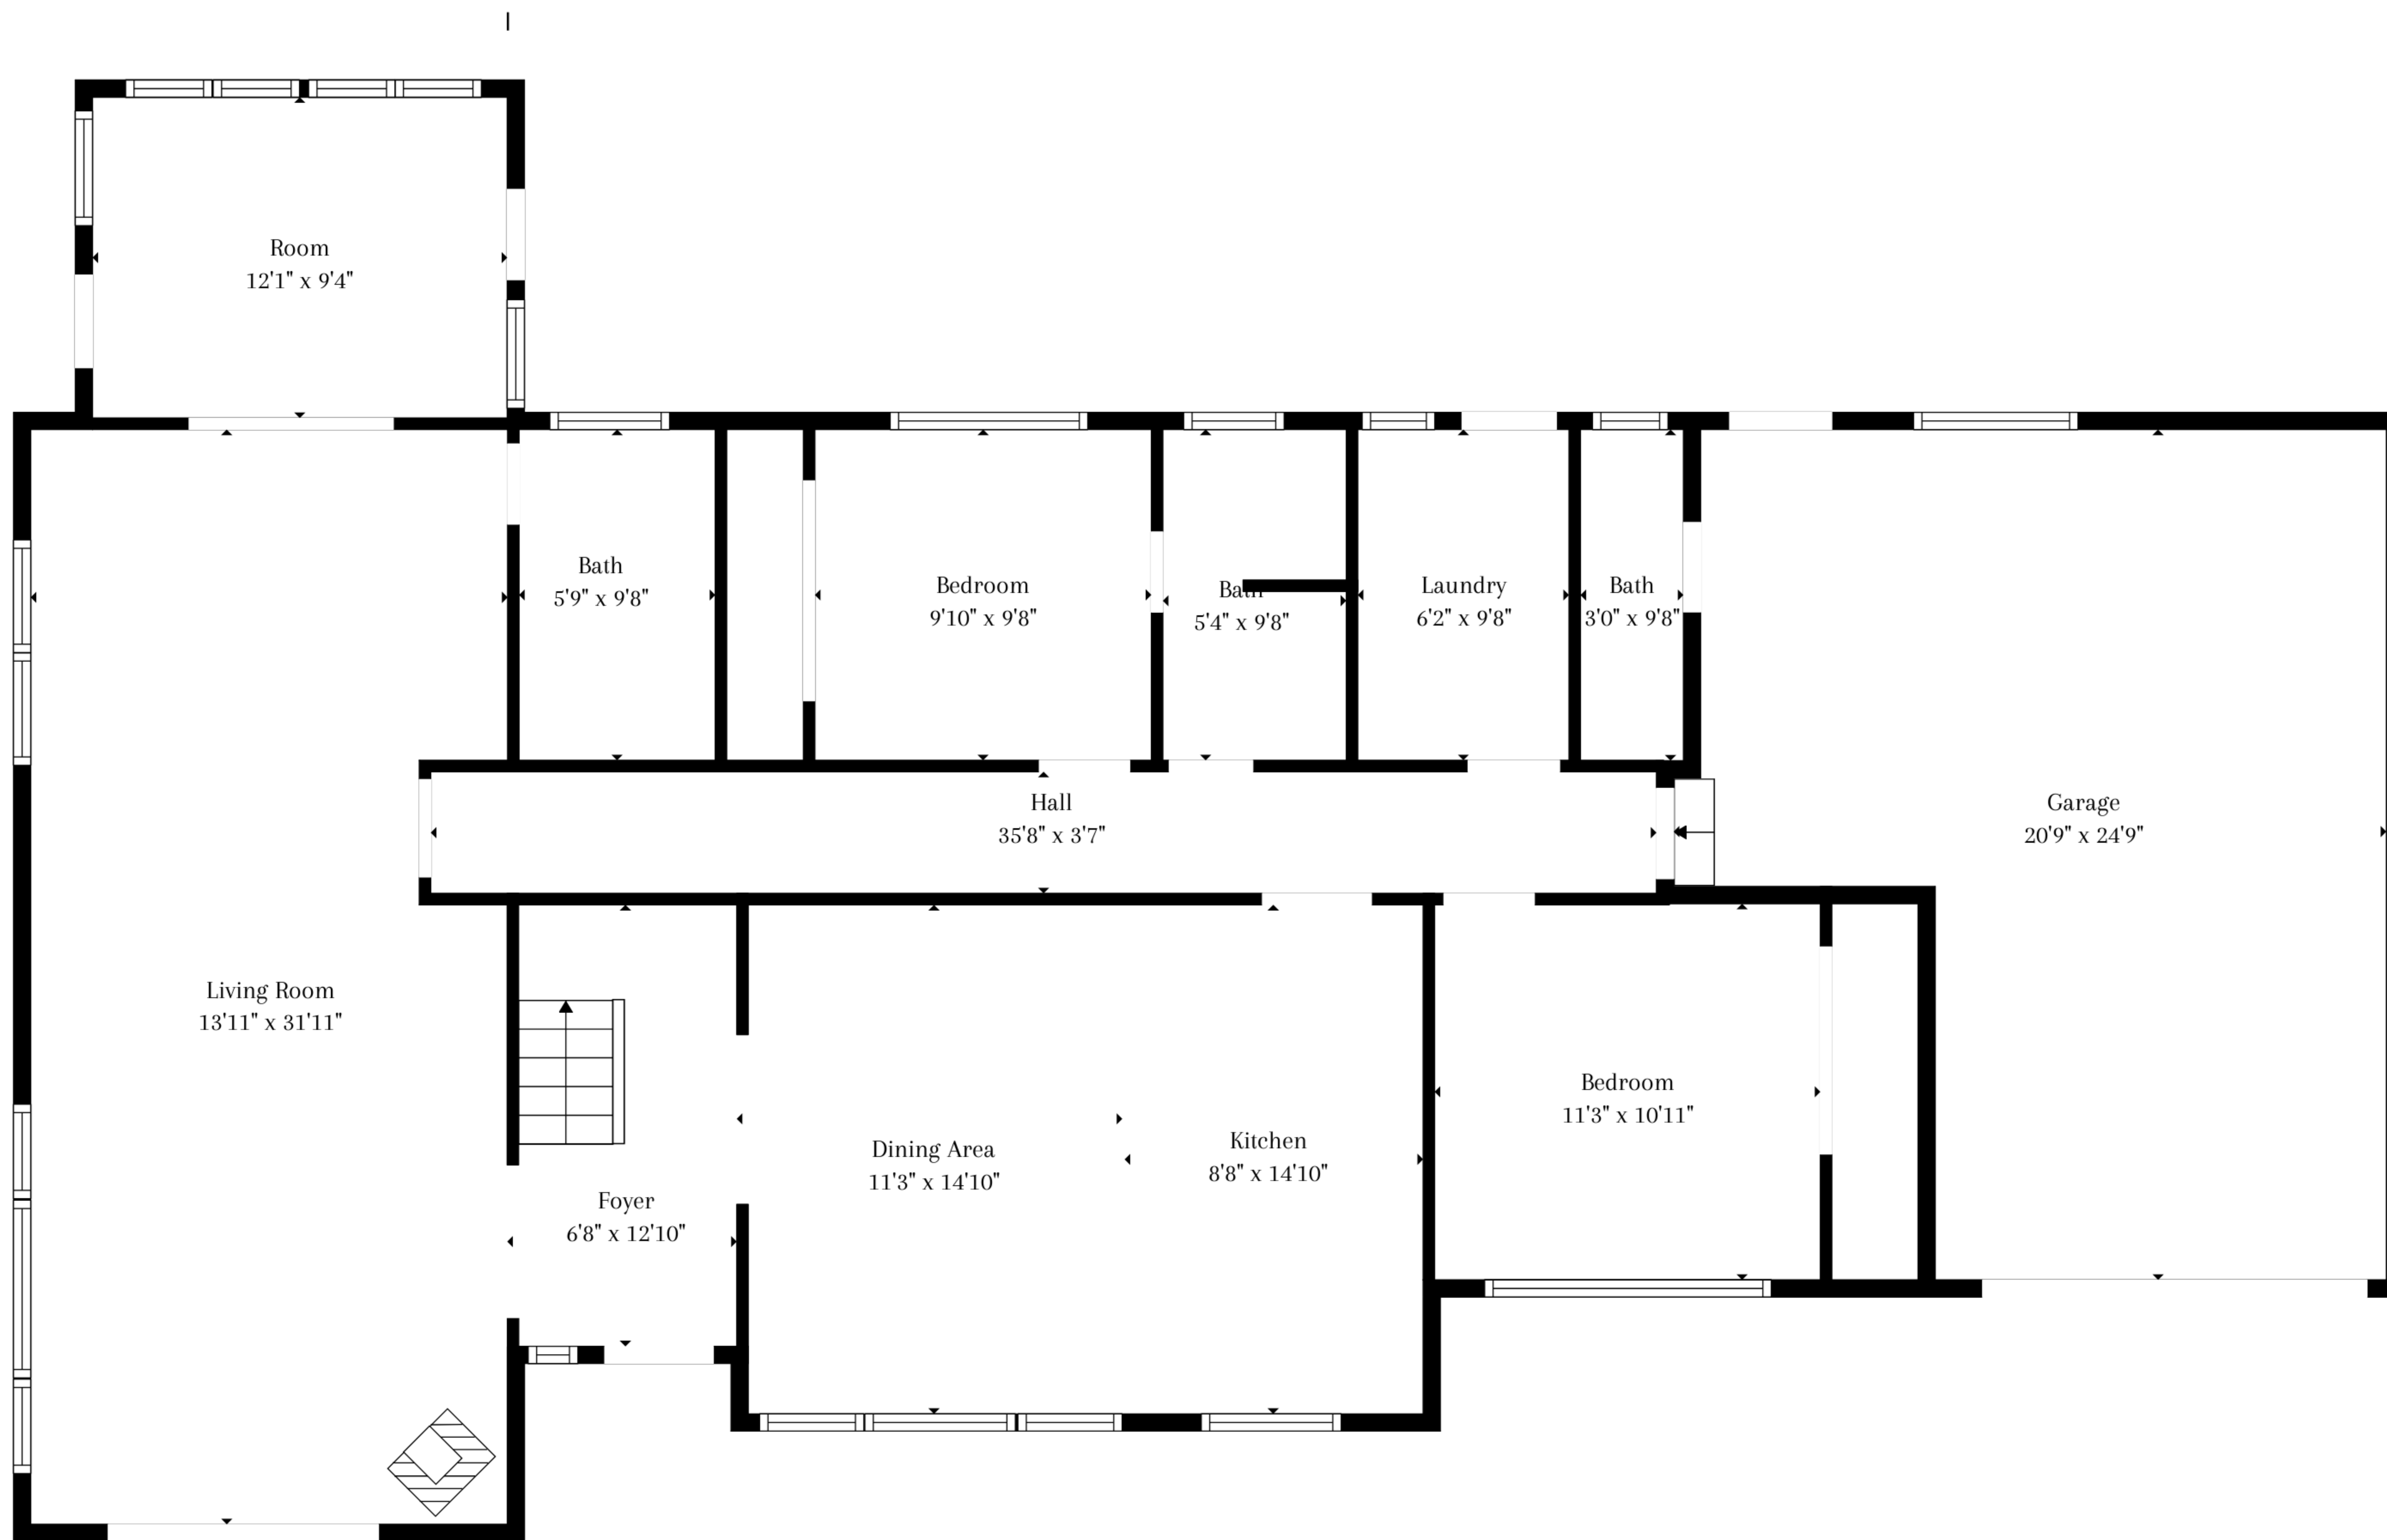 Room
12'1" x 9'4"
Bath
5'9" x 9'8"
Bedroom
9'10" x 9'8"
Bath
5'4" x 9'8"
Laundry
6'2" x 9'8"
Bath
3'0" x 9'8"
Hall
35'8" x 3'7"
Garage
20'9" x 24'9"
Living Room
13'11" x 31'11"
Foyer
6'8" x 12'10"
Dining Area
11'3" x 14'10"
Kitchen
8'8" x 14'10"
Bedroom
11'3" x 10'11"